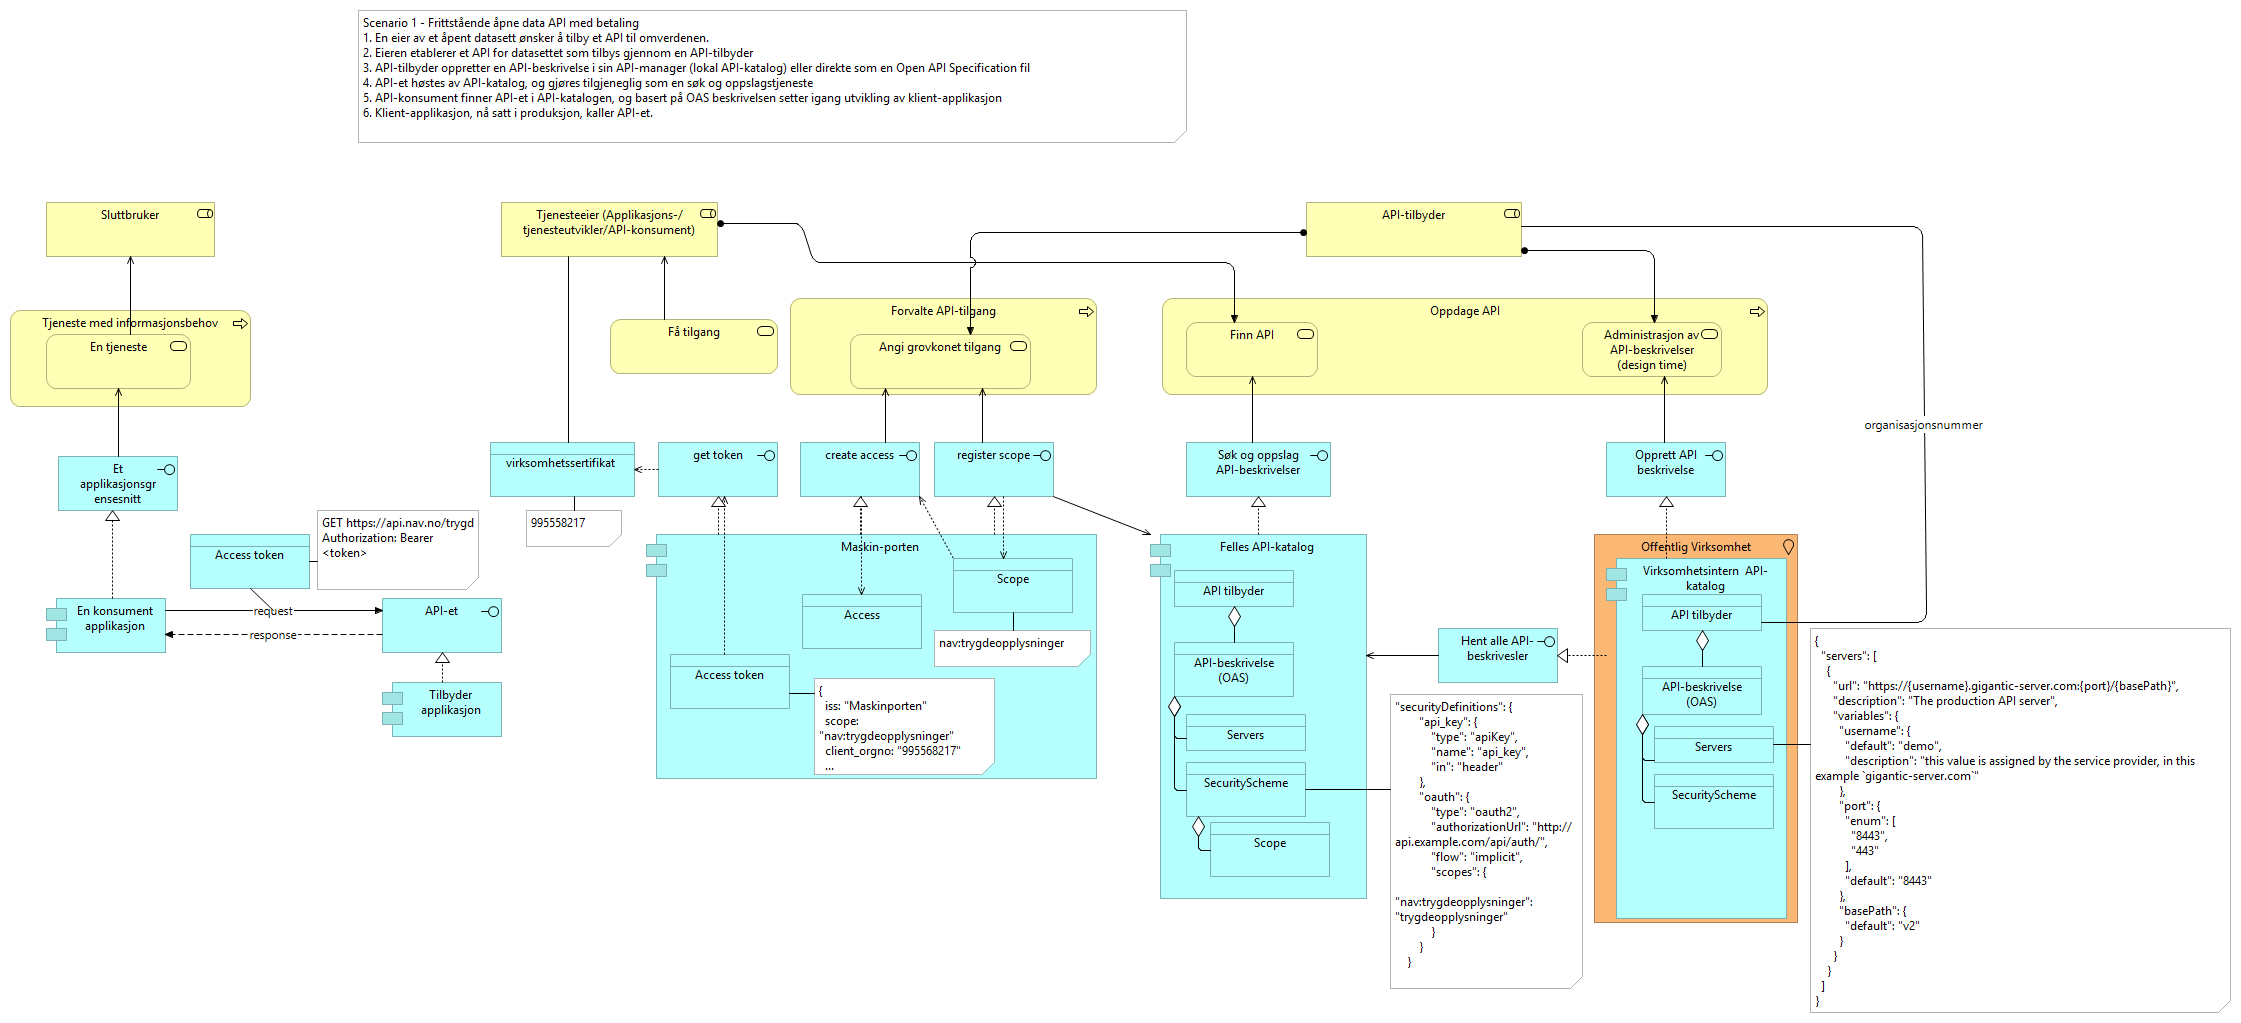 Scenario 1 - Frittstående åpne data API med betaling
1. En eier av et åpent datasett ønsker å tilby et API til omverdenen.
2. Eieren etablerer et API for datasettet som tilbys gjennom en API-tilbyder
3. API-tilbyder oppretter en API-beskrivelse i sin API-manager (lokal API-katalog) eller direkte som en Open API Specification fil
4. API-et høstes av API-katalog, og gjøres tilgjeneglig som en søk og oppslagstjeneste
5. API-konsument finner API-et i API-katalogen, og basert på OAS beskrivelsen setter igang utvikling av klient-applikasjon
6. Klient-applikasjon, nå satt i produksjon, kaller API-et.
Sluttbruker
Tjenesteeier (Applikasjons-/
tjenesteutvikler/API-konsument)
API-tilbyder
Tjeneste med informasjonsbehov
En tjeneste
Få tilgang
Forvalte API-tilgang
Angi grovkonet tilgang
Oppdage API
Finn API
Administrasjon av
API-beskrivelser
(design time)
organisasjonsnummer
Et
applikasjonsgr
ensesnitt
virksomhetssertifikat
get token
create access
register scope
Søk og oppslag
API-beskrivelser
Opprett API
beskrivelse
995558217
GET https://api.nav.no/trygd
Authorization: Bearer
<token>
Access token
En konsument
applikasjon
request
response
API-et
Tilbyder
applikasjon
Maskin-porten
Scope
Access
nav:trygdeopplysninger
Access token
{
iss: "Maskinporten"
scope:
"nav:trygdeopplysninger"
client_orgno: "995568217"
...
Felles API-katalog
API tilbyder
API-beskrivelse
(OAS)
Servers
SecurityScheme
Scope
Hent alle API-
beskrivesler
"securityDefinitions": {
"api_key": {
"type": "apiKey",
"name": "api_key",
"in": "header"
},
"oauth": {
"type": "oauth2",
"authorizationUrl": "http://
api.example.com/api/auth/",
"flow": "implicit",
"scopes": {
"nav:trygdeopplysninger":
"trygdeopplysninger"
}
}
}
Offentlig Virksomhet
Virksomhetsintern API-
katalog
API tilbyder
API-beskrivelse
(OAS)
Servers
SecurityScheme
{
"servers": [
{
"url": "https://{username}.gigantic-server.com:{port}/{basePath}",
"description": "The production API server",
"variables": {
"username": {
"default": "demo",
"description": "this value is assigned by the service provider, in this
example `gigantic-server.com`"
},
"port": {
"enum": [
"8443",
"443"
],
"default": "8443"
},
"basePath": {
"default": "v2"
}
}
}
]
}